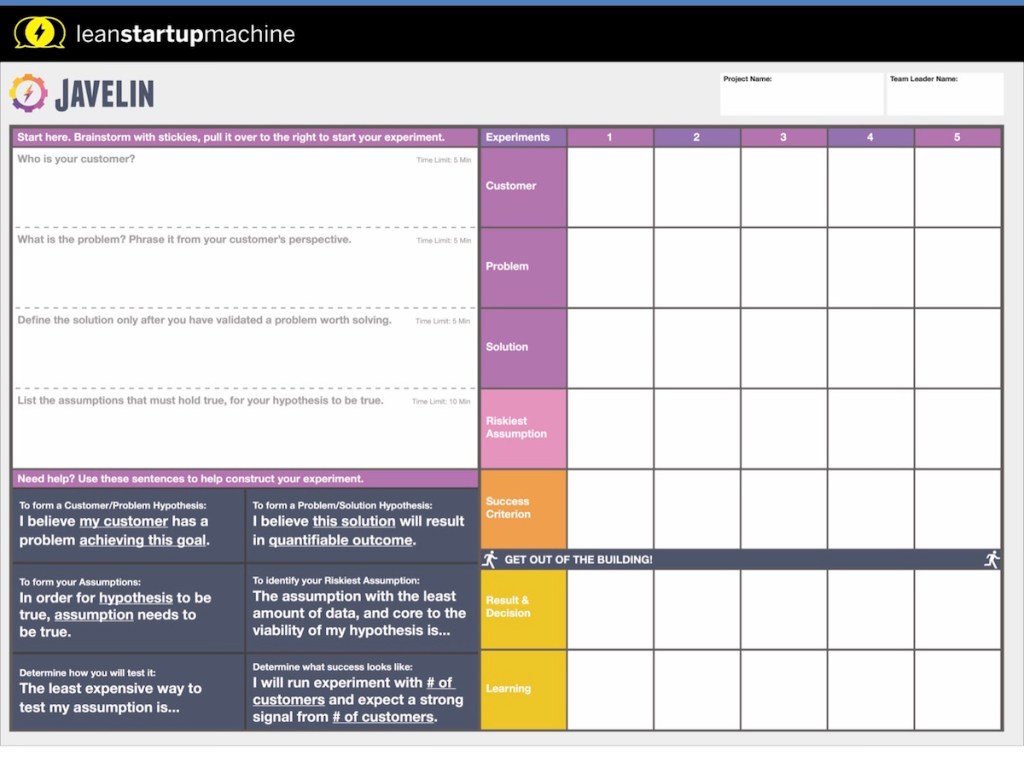 leanstartupmachine
JAVELIN
Project Name:
Team Leader Name:
Start here. Brainstorm with stickies, pull it over to the right to start your experiment.
Who is your customer?
Time Limit: 5 Min
What is the problem? Phrase it from your customer's perspective.
Time Limit: 5 Min
Define the solution only after you have validated a problem worth solving.
Time Limit: 5 Min
List the assumptions that must hold true, for your hypothesis to be true.
Time Limit: 10 Min
Need help? Use these sentences to help construct your experiment.
To form a Customer/Problem Hypothesis:
I believe my customer has a
problem achieving this goal.
To form a Problem/Solution Hypothesis:
I believe this solution will result
in quantifiable outcome.
To form your Assumptions:
In order for hypothesis to be
true, assumption needs to
be true.
To identify your Riskiest Assumption:
The assumption with the least
amount of data, and core to the
viability of my hypothesis is...
Determine how you will test it:
The least expensive way to
test my assumption is...
Determine what success looks like:
I will run experiment with # of
customers and expect a strong
signal from # of customers.
Experiments
1
2
3
4
5
Customer
Problem
Solution
Riskiest
Assumption
Success
Criterion
GET OUT OF THE BUILDING!
Result &
Decision
Learning